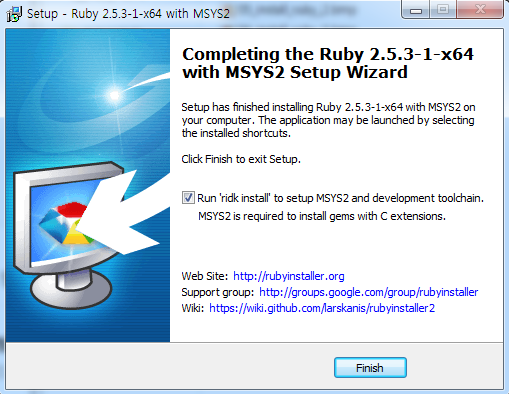 Setup - Ruby 2.5.3-1-x64 with MSYS2
Completing the Ruby 2.5.3-1-x64
with MSYS2 Setup Wizard
Setup has finished installing Ruby 2.5.3-1-x64 with MSYS2 on
your computer. The application may be launched by selecting
the installed shortcuts.
Click Finish to exit Setup.
Run 'ridk install' to setup MSYS2 and development toolchain.
MSYS2 is required to install gems with C extensions.
Web Site: http://rubyinstaller.org
Support group: http://groups.google.com/group/rubyinstaller
Wiki: https://wiki.github.com/larskanis/rubyinstaller2
Finish